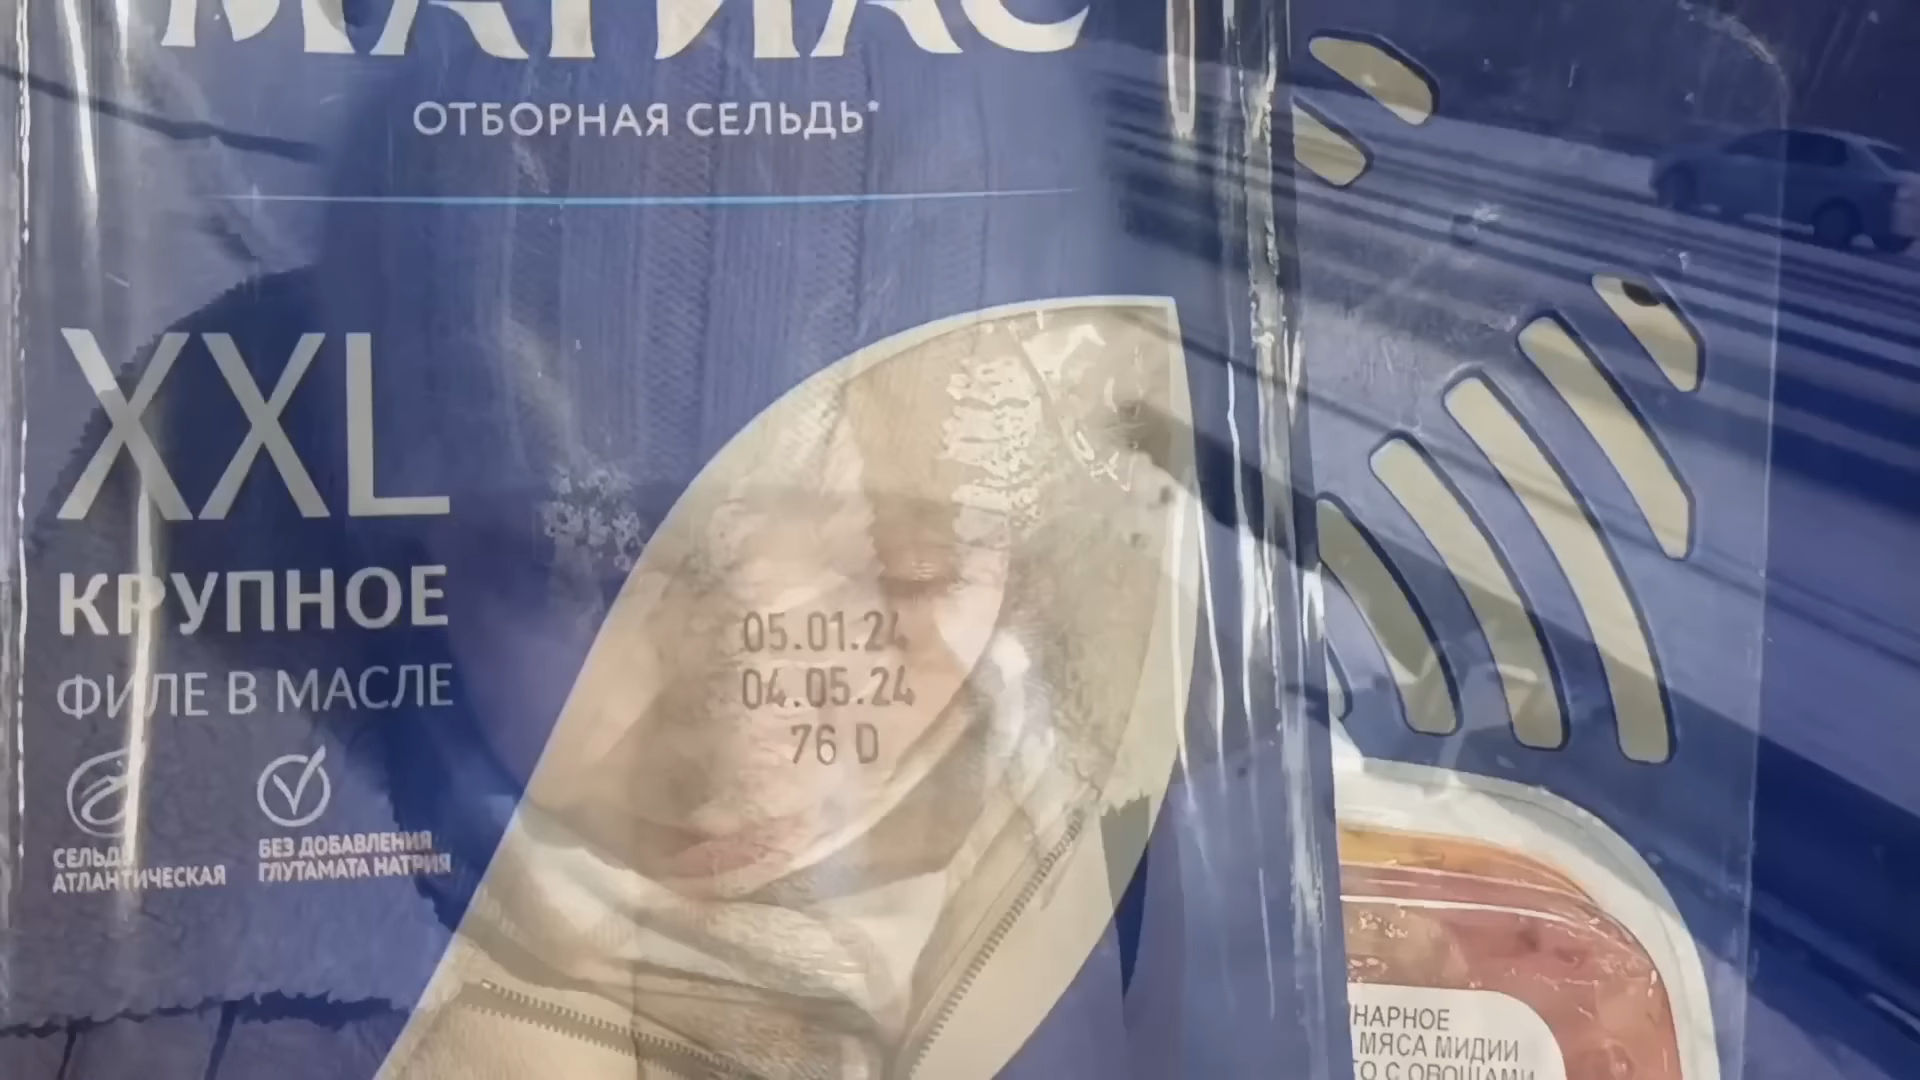 МАТИАС
ОТБОРНАЯ СЕЛЬДЬ*
XXL
КРУПНОЕ
ФИЛЕ В МАСЛЕ
СЕЛЬДЬ
АТЛАНТИЧЕСКАЯ
БЕЗ ДОБАВЛЕНИЯ
ГЛУТАМАТА НАТРИЯ
05.01.24
04.05.24
76 D
НАРНОЕ
МЯСА МИДИИ
С ОВОЩАМИ